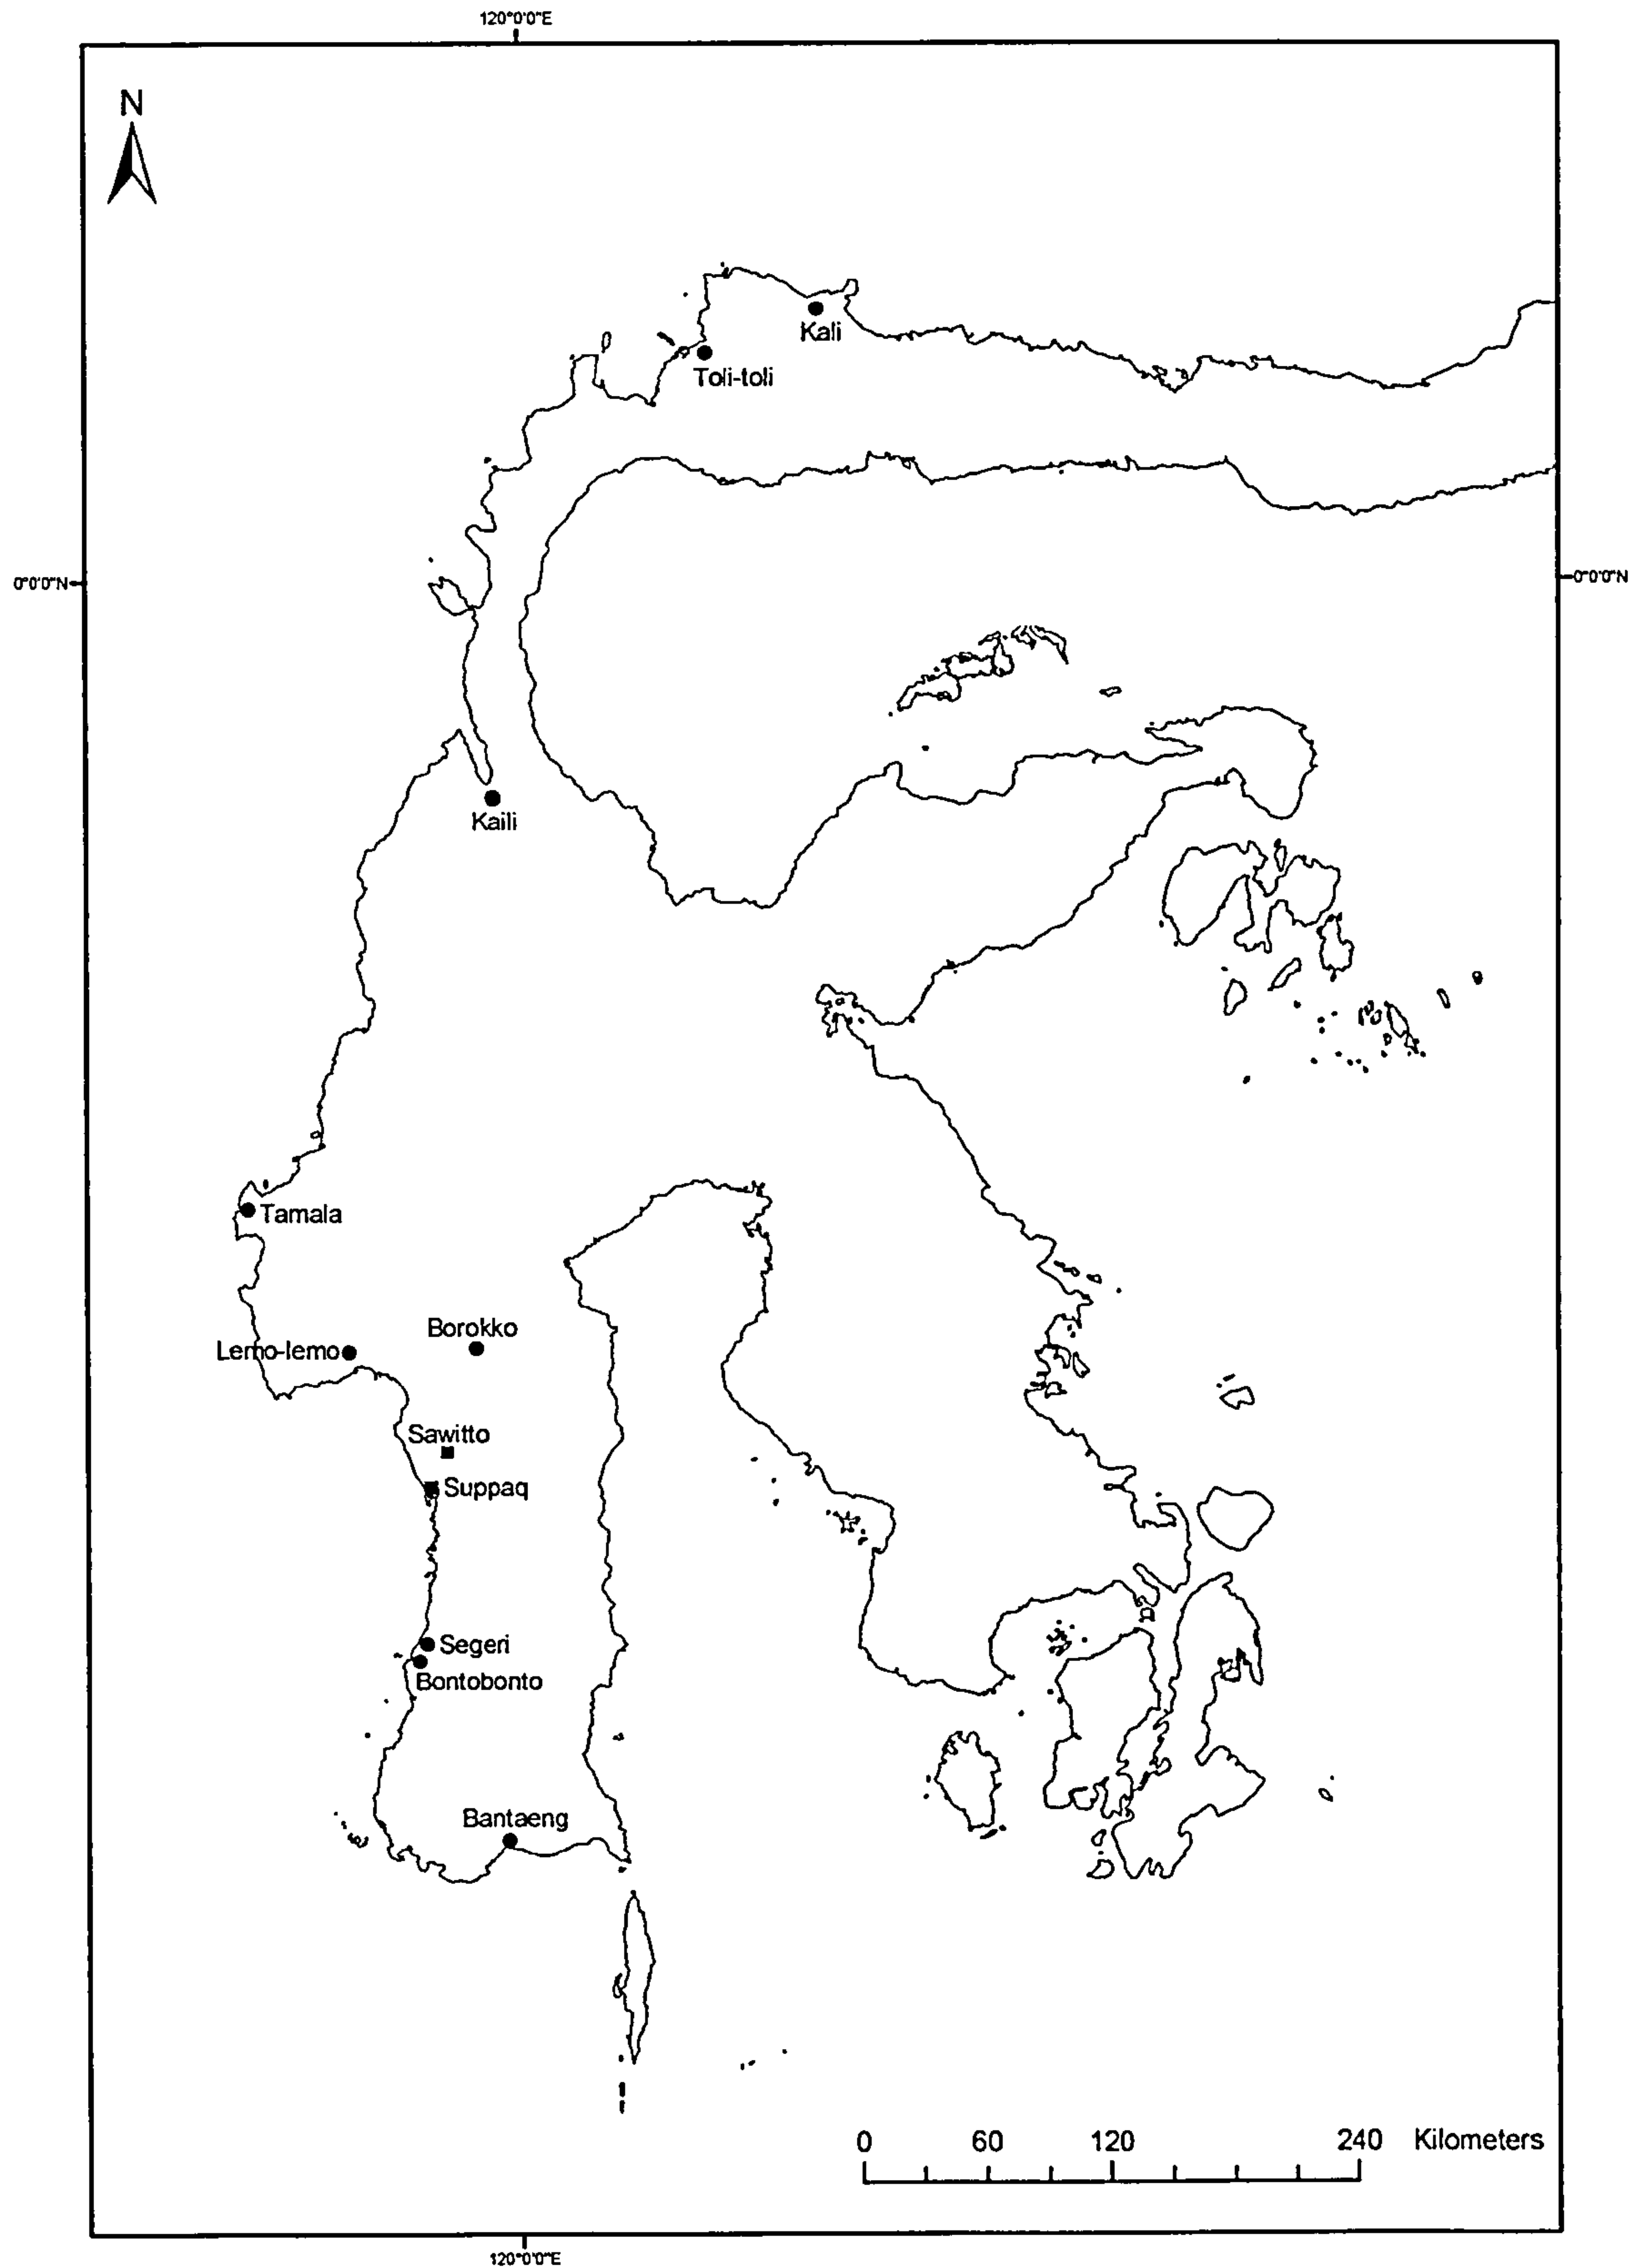 120°0'0"E
N
Kali
Toli-toli
0°0'0"N
0°0'0"N
Kaili
Tamala
Borokko
Lemo-lemo
Sawitto
Suppaq
Segeri
Bontobonto
Bantaeng
0 60 120 240 Kilometers
120°0'0"E